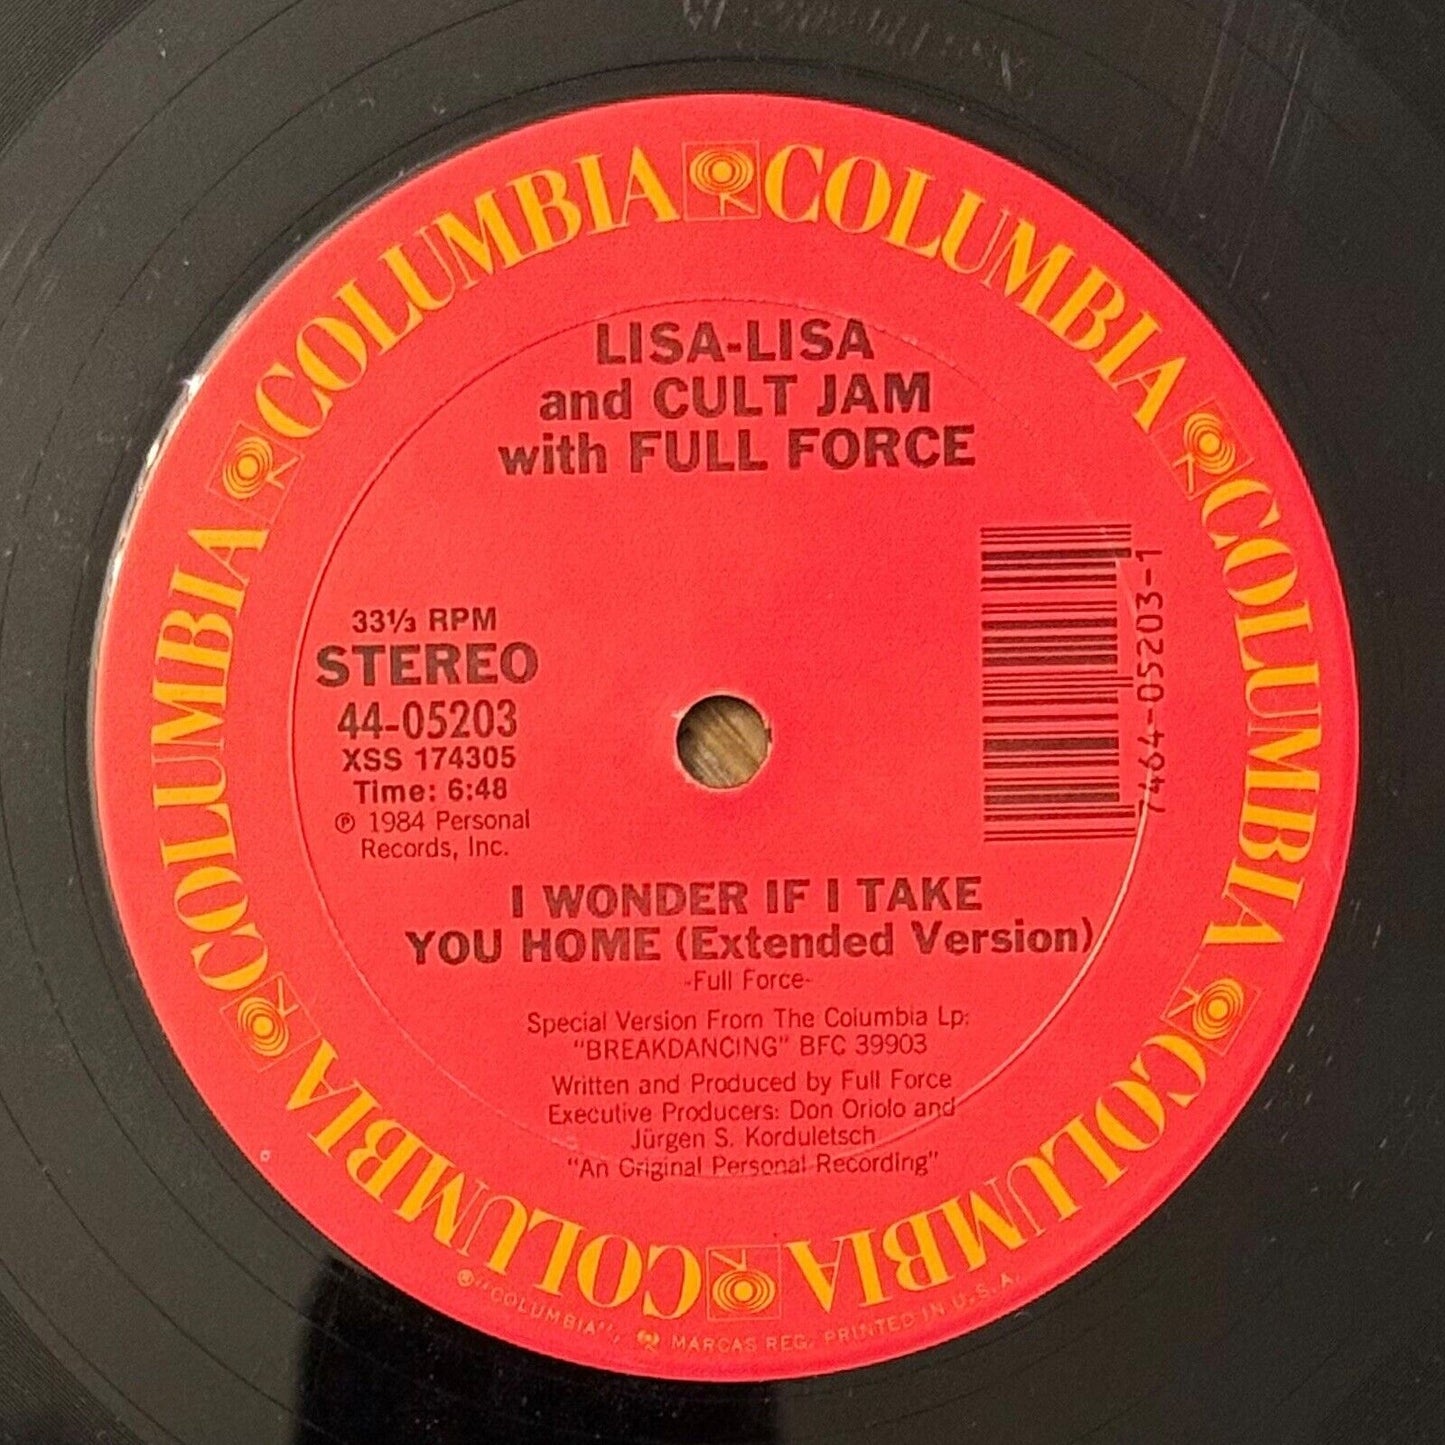 COLUMBIA COLUMBIA COLUMBIA COLUMBIA COLUMBIA COLUMBIA
LISA-LISA
and CULT JAM
with FULL FORCE
33⅓ RPM
STEREO
44-05203
XSS 174305
Time: 6:48
℗ 1984 Personal
Records, Inc.
7464-05203-1
I WONDER IF I TAKE
YOU HOME (Extended Version)
-Full Force-
Special Version From The Columbia Lp:
"BREAKDANCING" BFC 39903
Written and Produced by Full Force
Executive Producers: Don Oriolo and
Jürgen S. Korduletsch
"An Original Personal Recording"
® "COLUMBIA", MARCAS REG. PRINTED IN U.S.A.